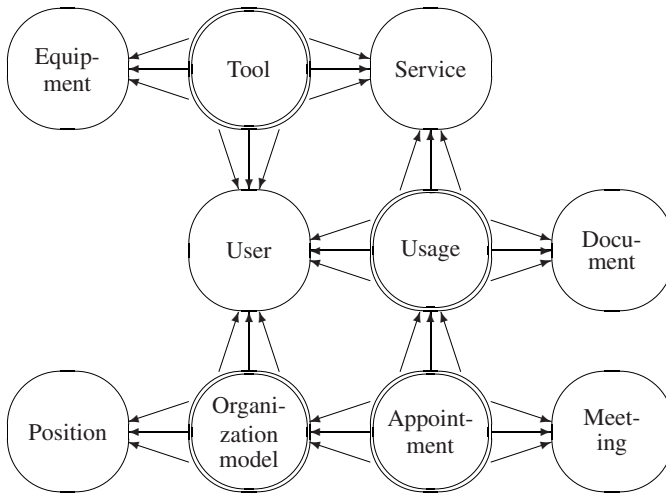 Equip-
ment
Tool
Service
User
Usage
Docu-
ment
Position
Organi-
zation
model
Appoint-
ment
Meet-
ing